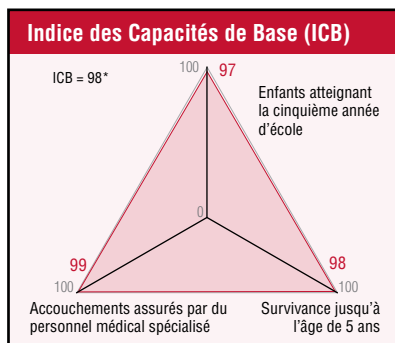 Indice des Capacités de Base (ICB)
ICB = 98*
100
97
Enfants atteignant
la cinquième année
d'école
0
99
100
98
100
Accouchements assurés par du
personnel médical spécialisé
Survivance jusqu'à
l'âge de 5 ans